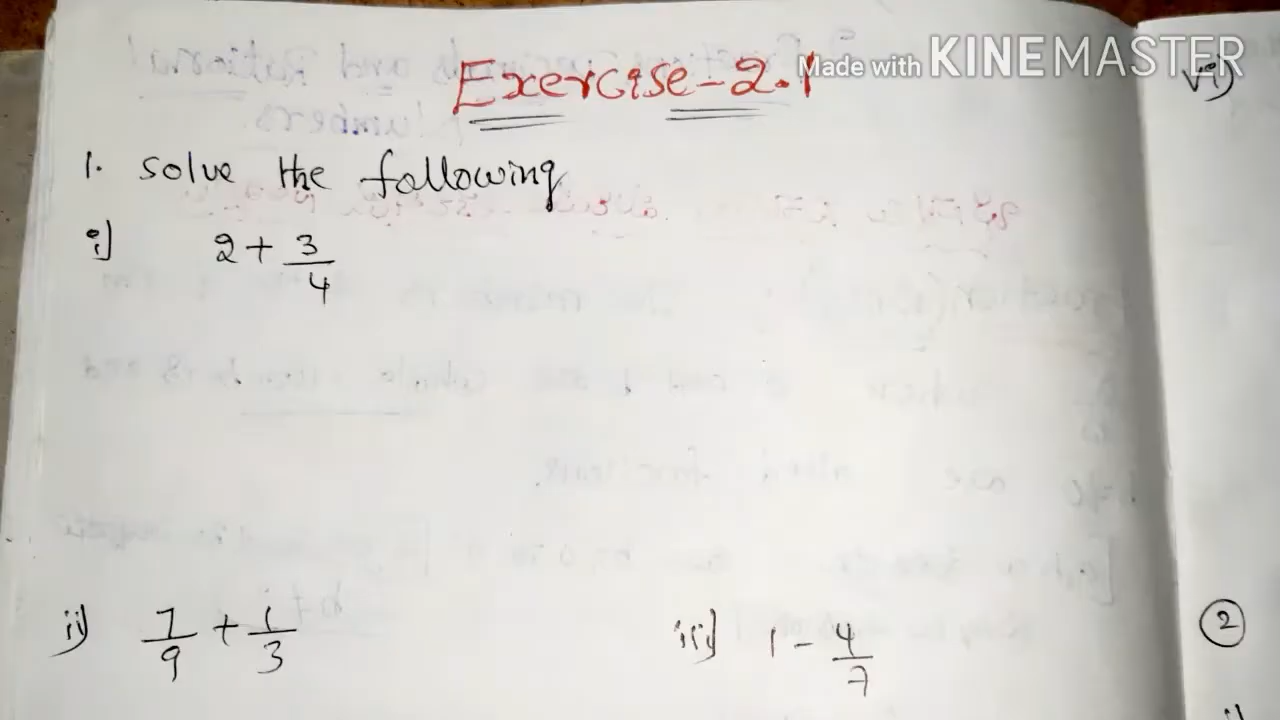 Made with KINEMASTER
Exercise-2.1
1. Solve the following
i) 2 + 3/4
ii) 7/9 + 1/3
iii) 1 - 4/7
vii)
2